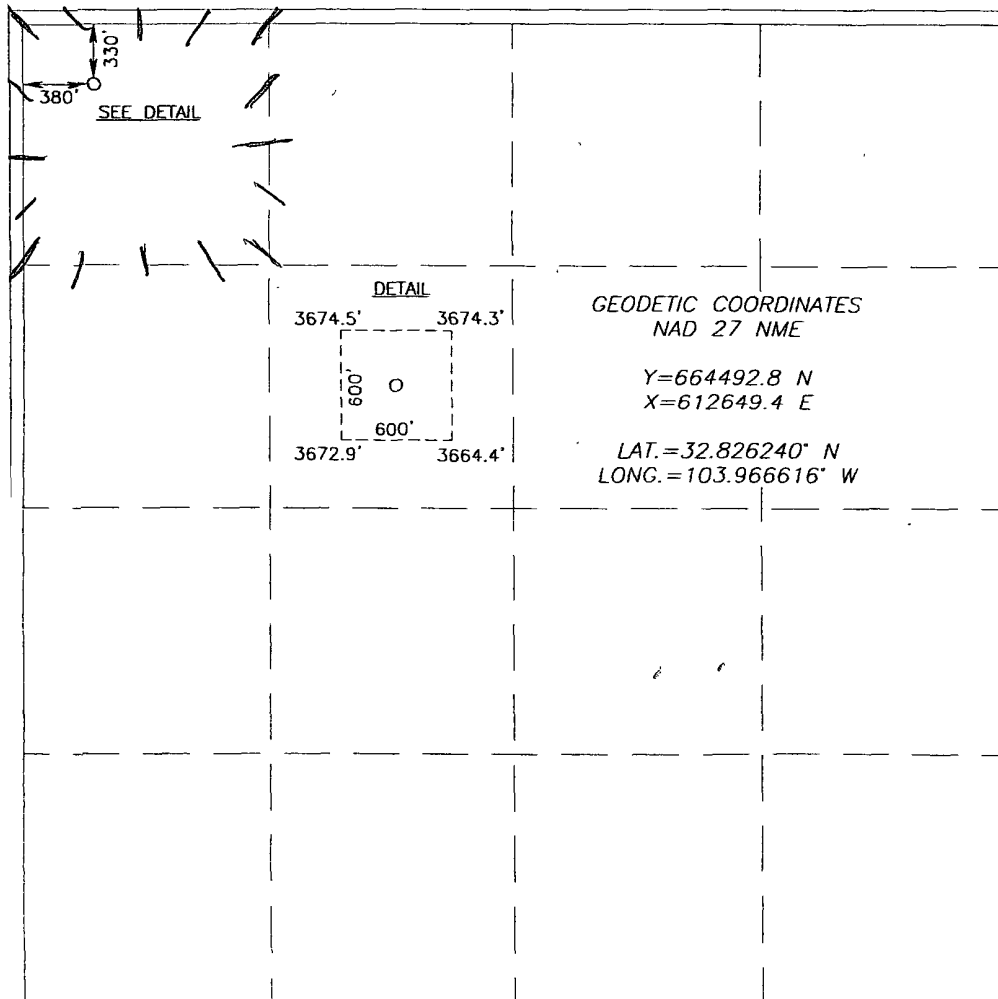 330'
380'
SEE DETAIL
DETAIL
3674.5' 3674.3'
600'
600'
3672.9' 3664.4'
GEODETIC COORDINATES
NAD 27 NME
Y=664492.8 N
X=612649.4 E
LAT.=32.826240° N
LONG.=103.966616° W